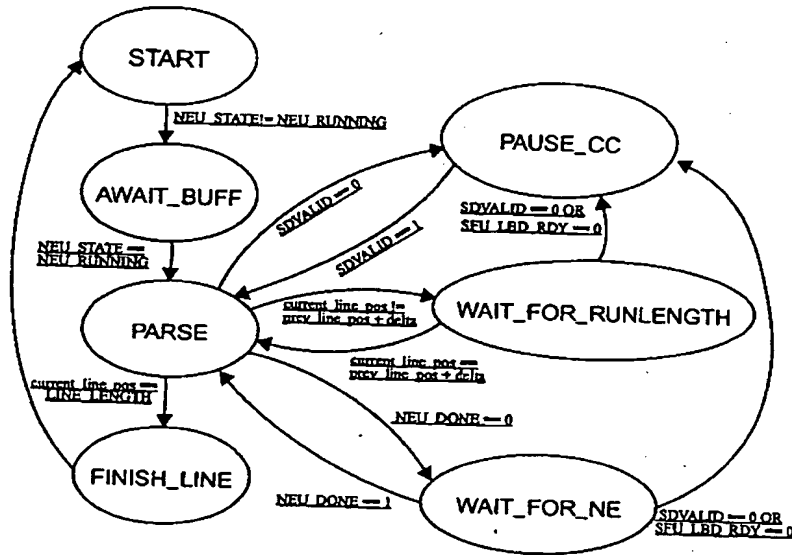 START
NEU_STATE!= NEU_RUNNING
PAUSE_CC
AWAIT_BUFF
SDVALID == 0
SDVALID == 0 OR
SFU_LBD_RDY == 0
NEU_STATE ==
NEU_RUNNING
SDVALID == 1
PARSE
current_line_pos !=
prev_line_pos + delta
WAIT_FOR_RUNLENGTH
current_line_pos ==
prev_line_pos + delta
current_line_pos ==
LINE_LENGTH
NEU_DONE == 0
FINISH_LINE
NEU_DONE == 1
WAIT_FOR_NE
SDVALID == 0 OR
SFU_LBD_RDY == 0